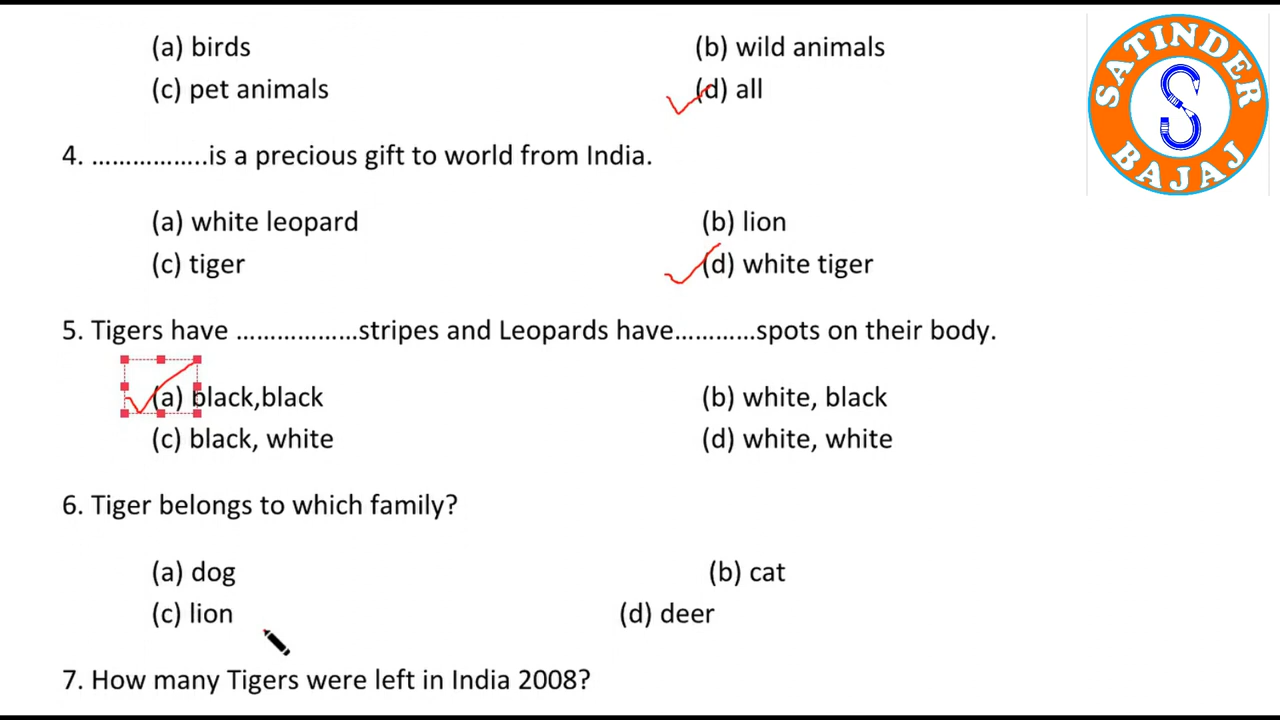 (a) birds (b) wild animals
(c) pet animals (d) all
4. ……………..is a precious gift to world from India.
(a) white leopard (b) lion
(c) tiger (d) white tiger
5. Tigers have ………………stripes and Leopards have…………spots on their body.
(a) black,black (b) white, black
(c) black, white (d) white, white
6. Tiger belongs to which family?
(a) dog (b) cat
(c) lion (d) deer
7. How many Tigers were left in India 2008?
SATINDER
S
BAJAJ